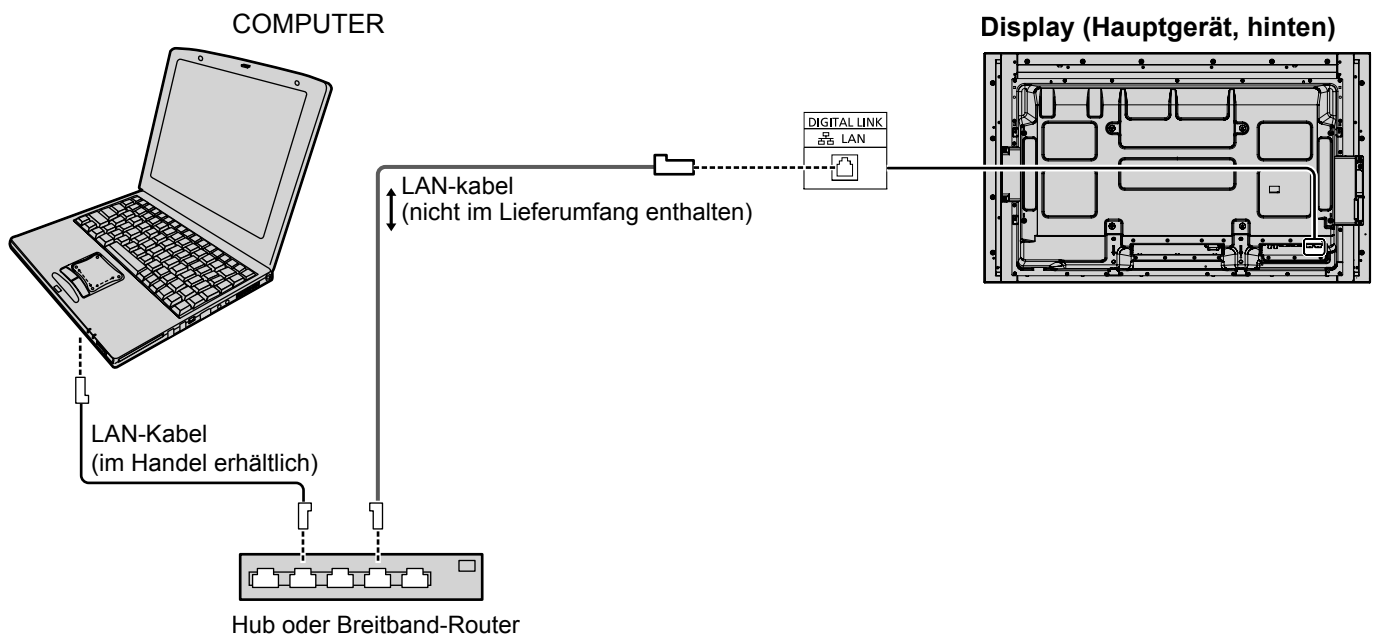 COMPUTER
Display (Hauptgerät, hinten)
DIGITAL LINK
LAN
LAN-kabel
(nicht im Lieferumfang enthalten)
LAN-Kabel
(im Handel erhältlich)
Hub oder Breitband-Router